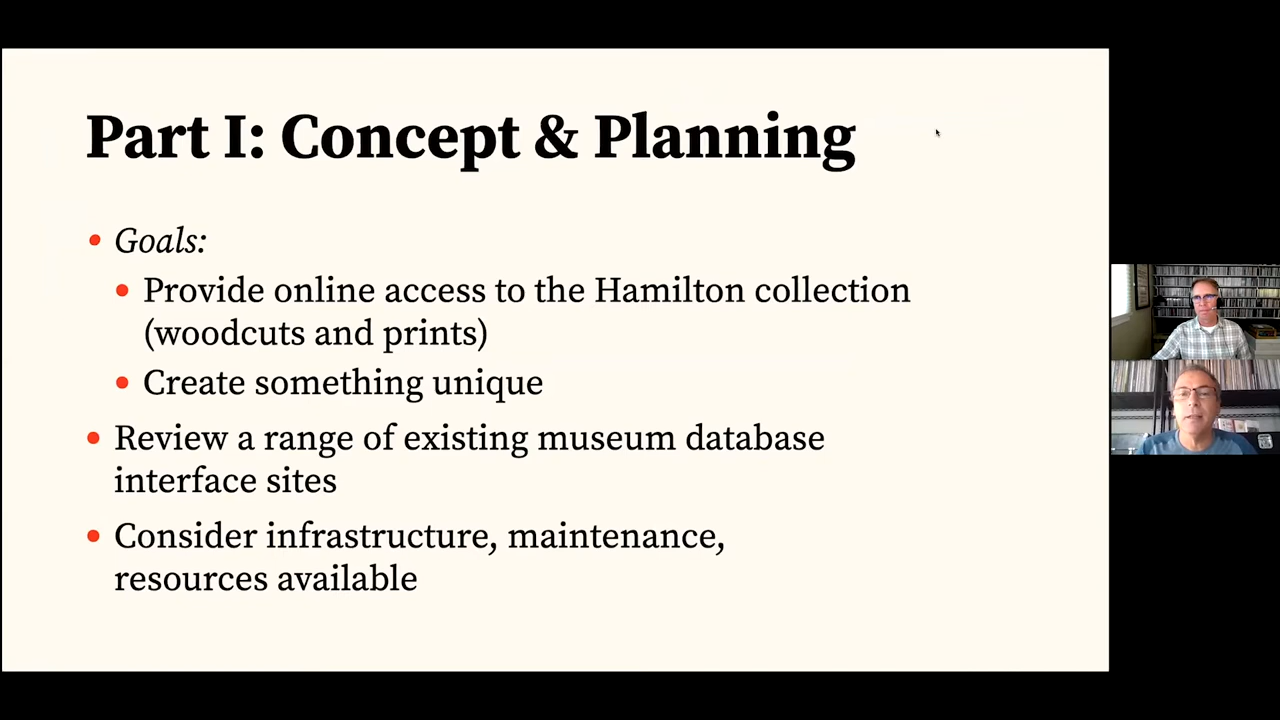 Part I: Concept & Planning
• Goals:
• Provide online access to the Hamilton collection
(woodcuts and prints)
• Create something unique
• Review a range of existing museum database
interface sites
• Consider infrastructure, maintenance,
resources available